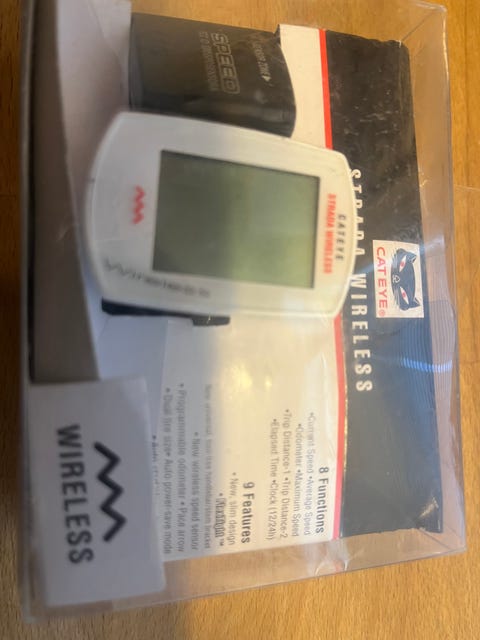 STRADA WIRELESS
CATEYE®
CATEYE
STRADA WIRELESS
WIRELESS
SPEED
SENSOR ZONE
8 Functions
•Current Speed •Average Speed
•Odometer •Maximum Speed
•Trip Distance-1 •Trip Distance-2
•Elapsed Time •Clock (12/24h)
9 Features
• New, slim design
• New wireless speed sensor
• Programmable odometer • Pace arrow
• Dual tire size • Auto power-save mode
WIRELESS